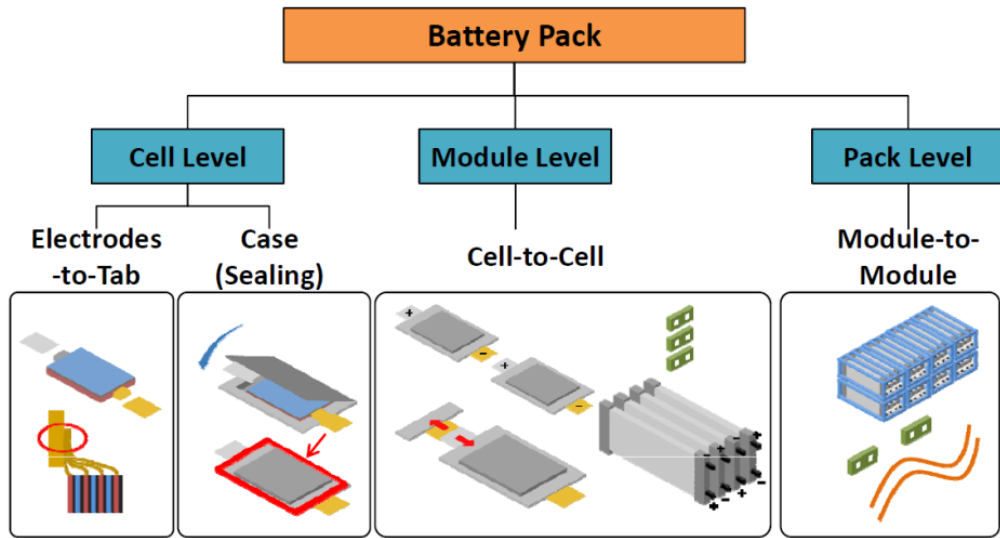 Battery Pack
Cell Level
Module Level
Pack Level
Electrodes
-to-Tab
Case
(Sealing)
Cell-to-Cell
Module-to-
Module
+
-
+
-
+
-
+
-
+
-
+
-